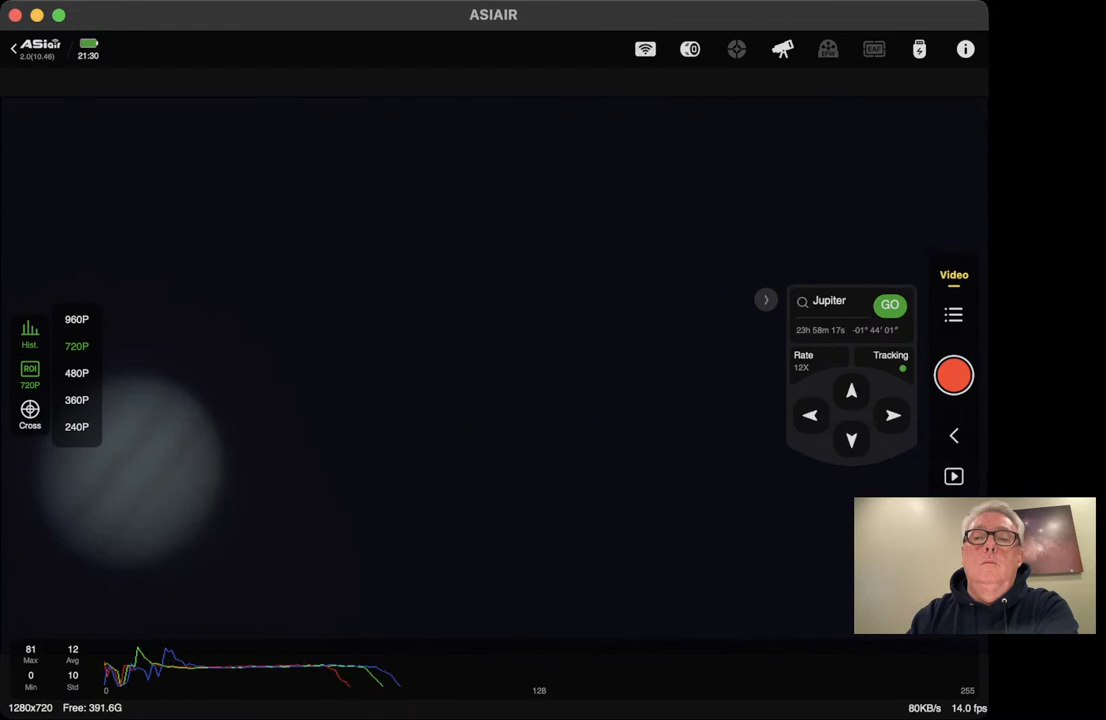 ASIAIR
ASIair
2.0(10.46)
21:30
EFW
EAF
Video
960P
720P
480P
360P
240P
Hist.
ROI
720P
Cross
Jupiter
GO
23h 58m 17s -01° 44′ 01″
Rate
12X
Tracking
81
Max
12
Avg
0
Min
10
Std
0
128
255
1280x720 Free: 391.6G
80KB/s 14.0 fps